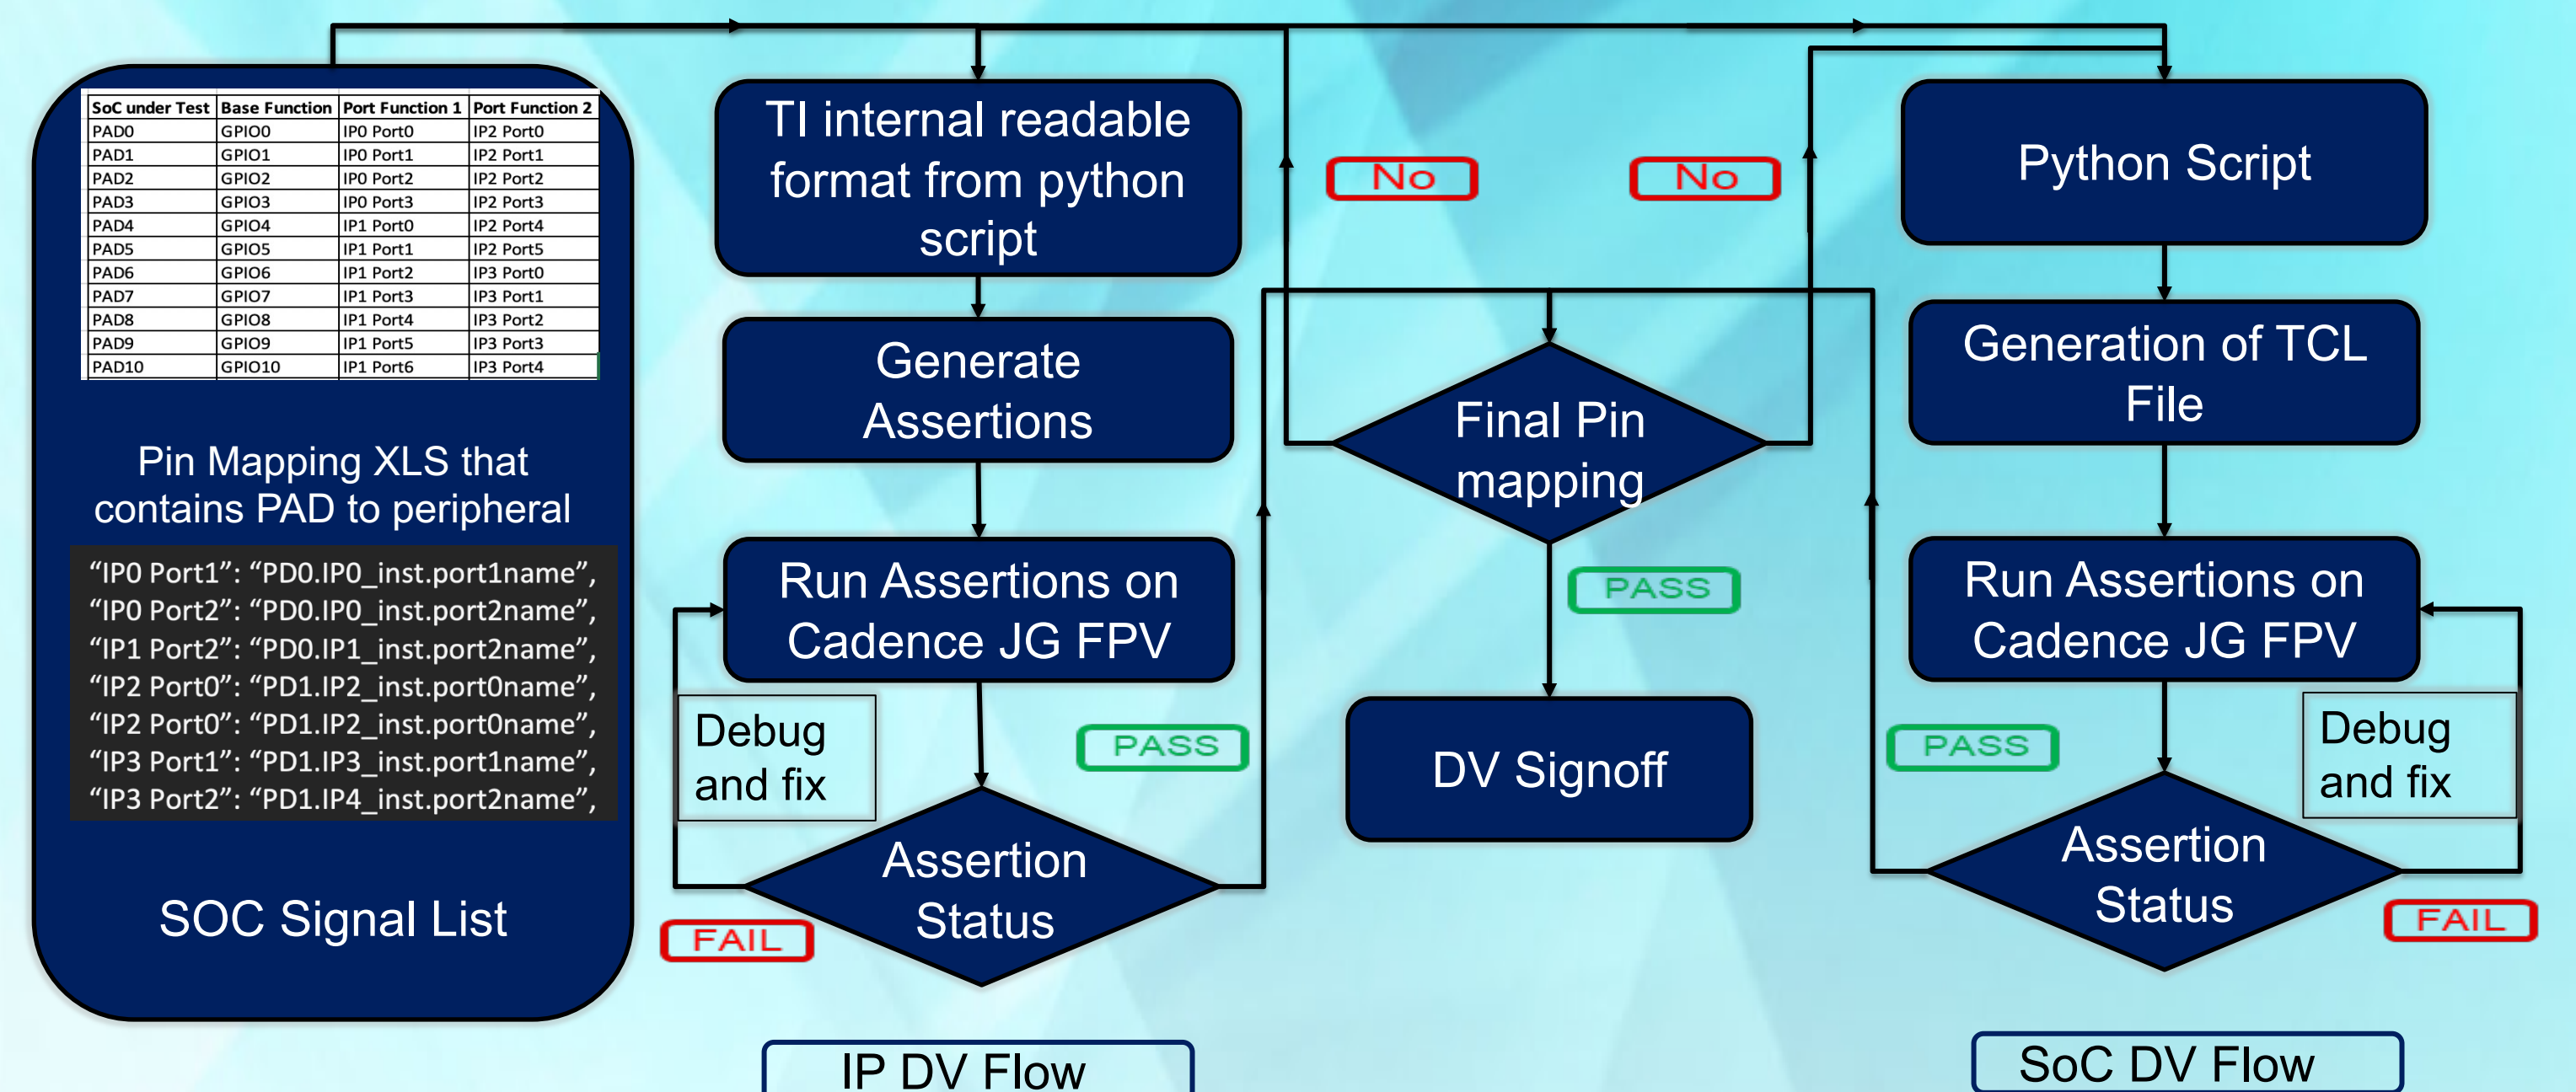 SoC under Test Base Function Port Function 1 Port Function 2
PAD0 GPIO0 IP0 Port0 IP2 Port0
PAD1 GPIO1 IP0 Port1 IP2 Port1
PAD2 GPIO2 IP0 Port2 IP2 Port2
PAD3 GPIO3 IP0 Port3 IP2 Port3
PAD4 GPIO4 IP1 Port0 IP2 Port4
PAD5 GPIO5 IP1 Port1 IP2 Port5
PAD6 GPIO6 IP1 Port2 IP3 Port0
PAD7 GPIO7 IP1 Port3 IP3 Port1
PAD8 GPIO8 IP1 Port4 IP3 Port2
PAD9 GPIO9 IP1 Port5 IP3 Port3
PAD10 GPIO10 IP1 Port6 IP3 Port4
Pin Mapping XLS that
contains PAD to peripheral
“IP0 Port1”: “PD0.IP0_inst.port1name”,
“IP0 Port2”: “PD0.IP0_inst.port2name”,
“IP1 Port2”: “PD0.IP1_inst.port2name”,
“IP2 Port0”: “PD1.IP2_inst.port0name”,
“IP2 Port0”: “PD1.IP2_inst.port0name”,
“IP3 Port1”: “PD1.IP3_inst.port1name”,
“IP3 Port2”: “PD1.IP4_inst.port2name”,
SOC Signal List
TI internal readable
format from python
script
Generate
Assertions
Run Assertions on
Cadence JG FPV
Debug
and fix
PASS
Assertion
Status
FAIL
IP DV Flow
No
No
Final Pin
mapping
PASS
DV Signoff
Python Script
Generation of TCL
File
Run Assertions on
Cadence JG FPV
PASS
Debug
and fix
Assertion
Status
FAIL
SoC DV Flow